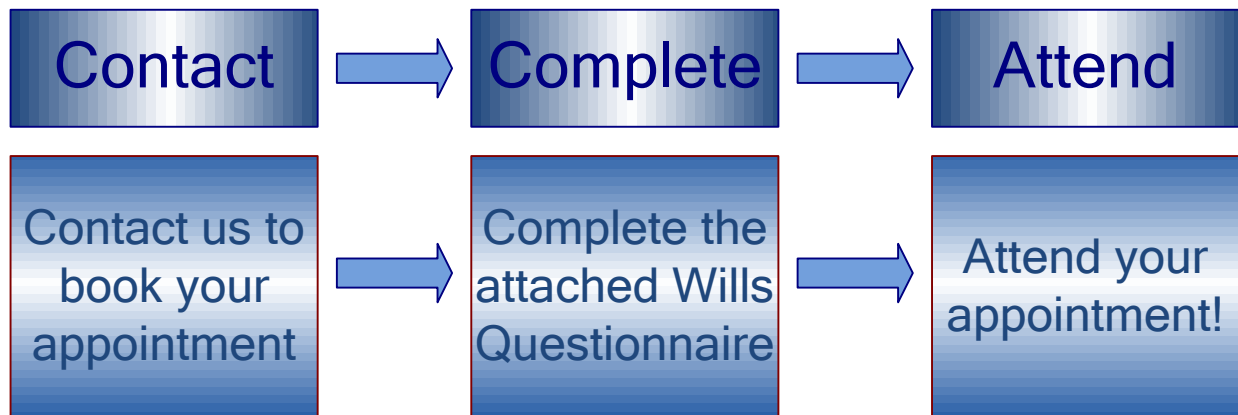 Contact
Complete
Attend
Contact us to
book your
appointment
Complete the
attached Wills
Questionnaire
Attend your
appointment!